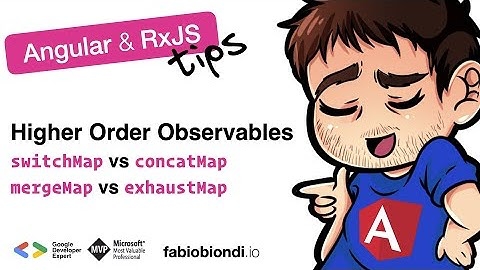 Angular & RxJS
tips
Higher Order Observables
switchMap vs concatMap
mergeMap vs exhaustMap
Google
Developer
Expert
MVP
Microsoft®
Most Valuable
Professional
fabiobiondi.io
A